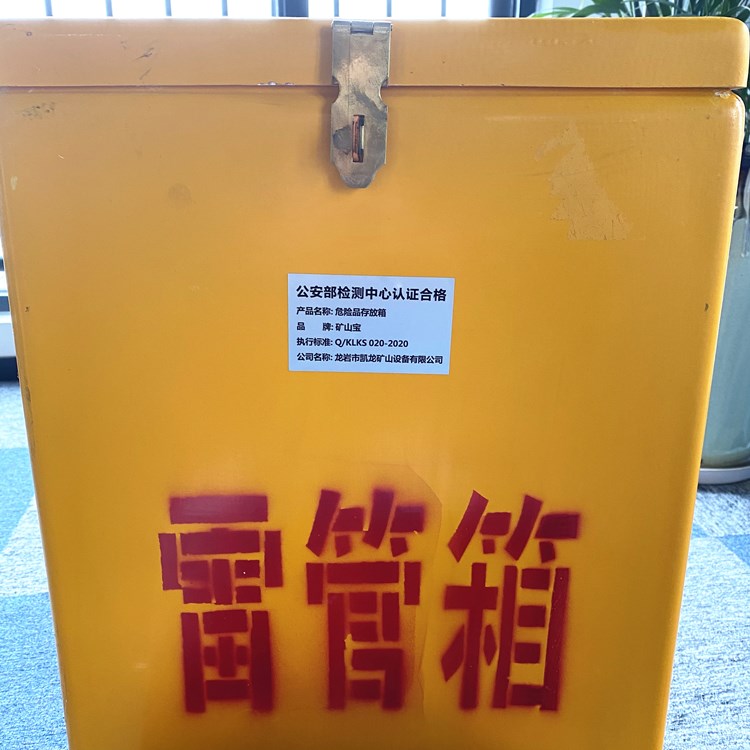 公安部检测中心认证合格
产品名称: 危险品存放箱
品 牌: 矿山宝
执行标准: Q/KLKS 020-2020
公司名称: 龙岩市凯龙矿山设备有限公司
雷管箱